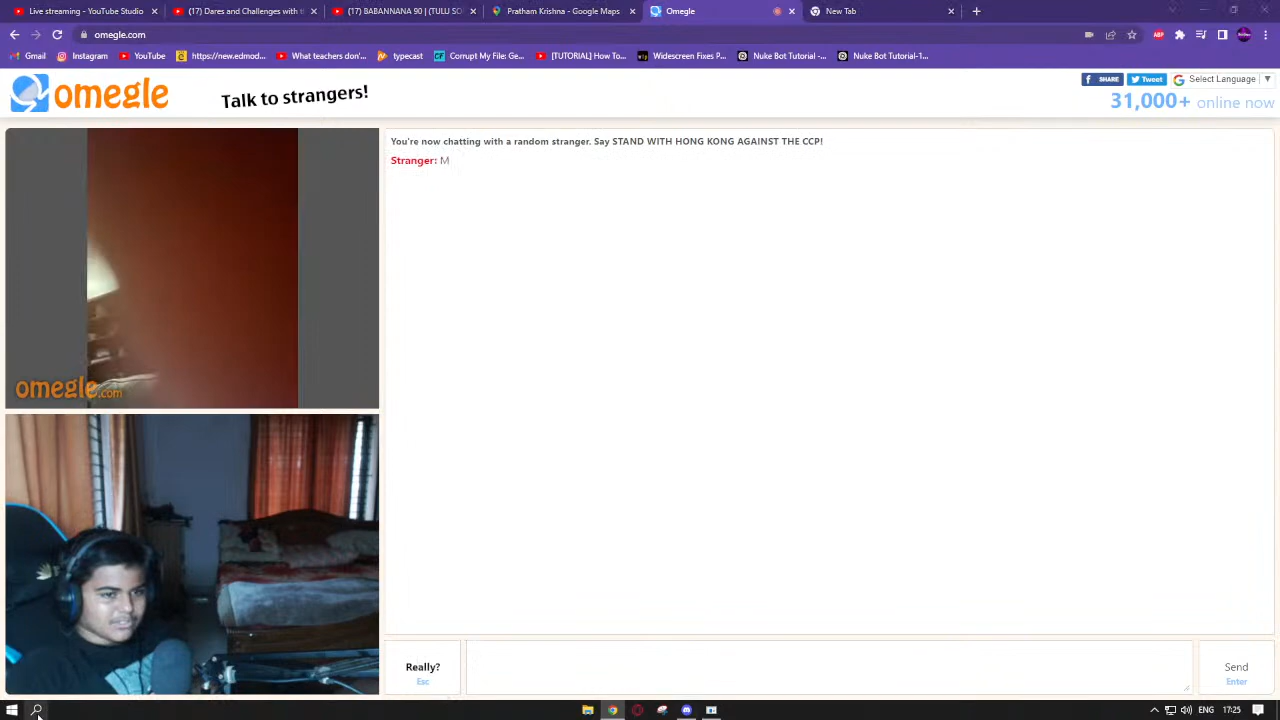 Live streaming - YouTube Studio
(17) Dares and Challenges with t
(17) BABANNANA 90 | [TULU SC
Pratham Krishna - Google Maps
Omegle
New Tab
omegle.com
Gmail
Instagram
YouTube
https://new.edmod...
What teachers don'...
typecast
Corrupt My File: Ge...
[TUTORIAL] How To...
Widescreen Fixes P...
Nuke Bot Tutorial -...
Nuke Bot Tutorial-1...
omegle
Talk to strangers!
SHARE
Tweet
Select Language
31,000+ online now
You're now chatting with a random stranger. Say STAND WITH HONG KONG AGAINST THE CCP!
Stranger: M
omegle.com
Really?
Esc
Send
Enter
ENG
17:25